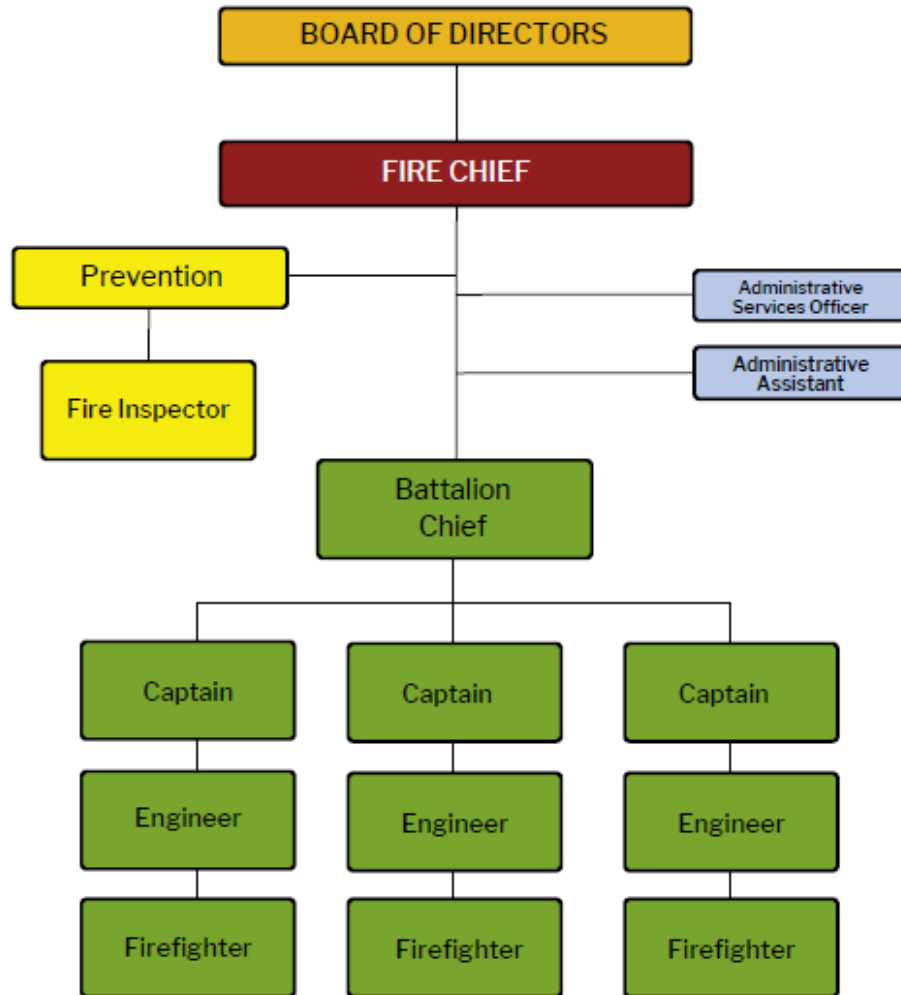 BOARD OF DIRECTORS
FIRE CHIEF
Prevention
Administrative
Services Officer
Fire Inspector
Administrative
Assistant
Battalion
Chief
Captain
Captain
Captain
Engineer
Engineer
Engineer
Firefighter
Firefighter
Firefighter